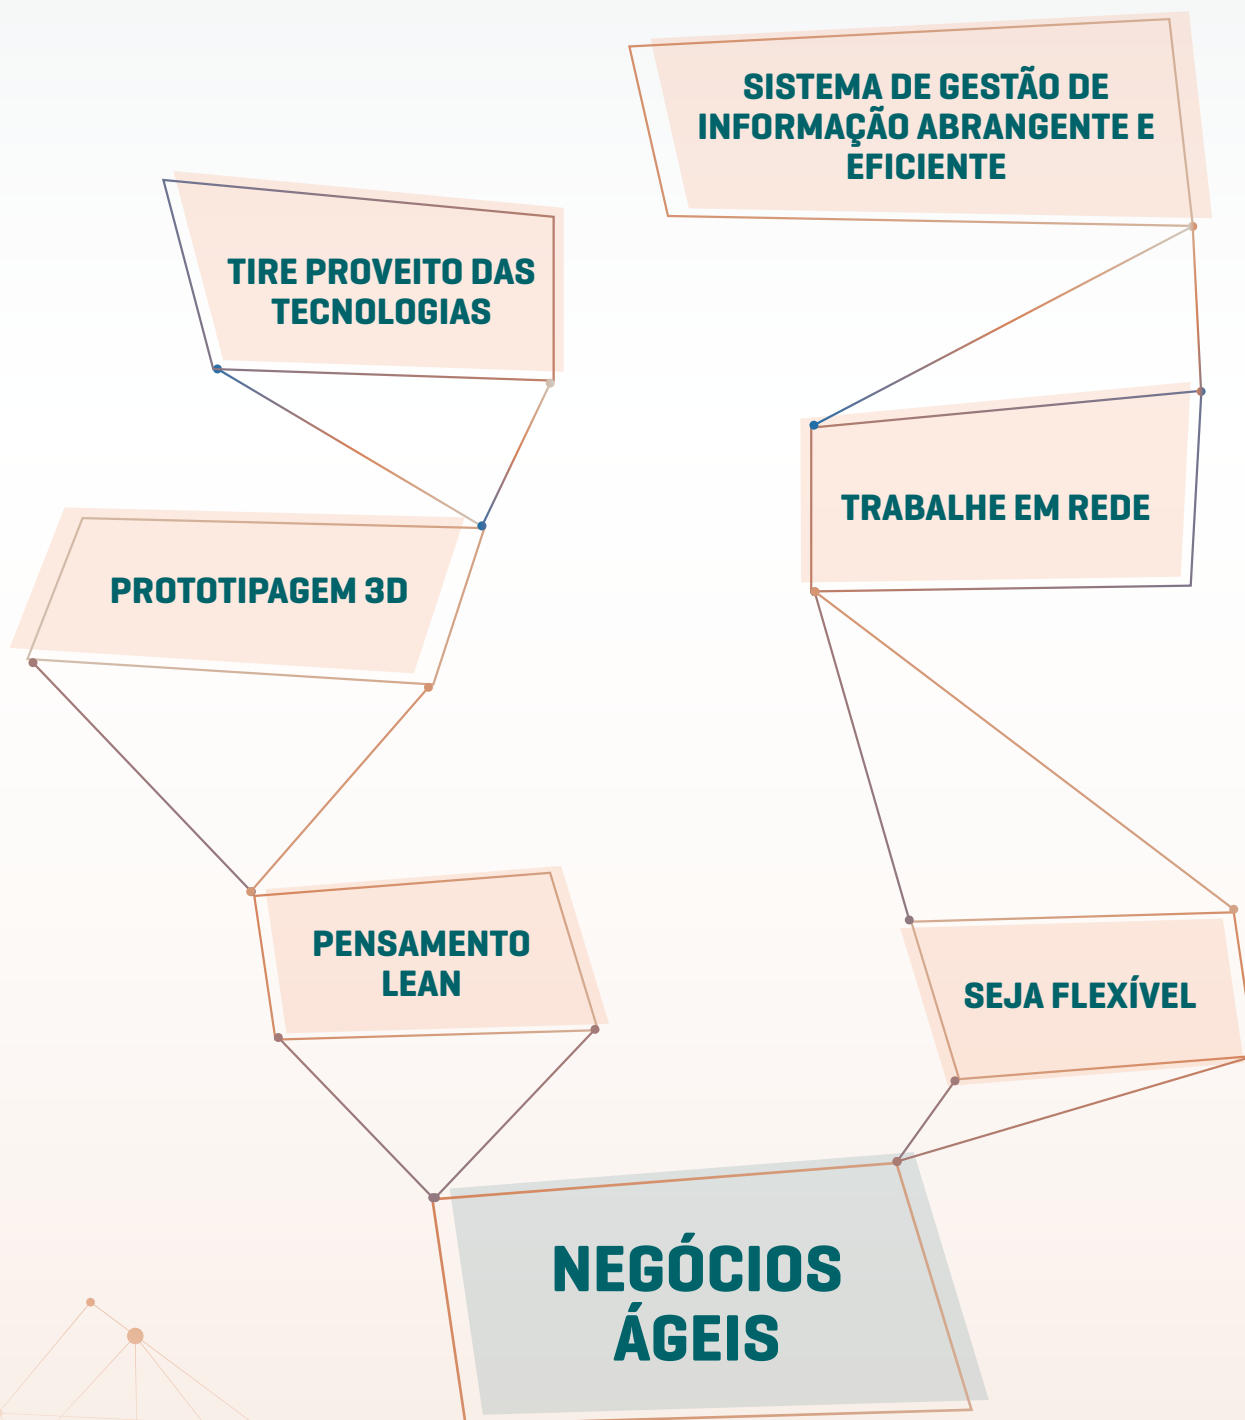 SISTEMA DE GESTÃO DE
INFORMAÇÃO ABRANGENTE E
EFICIENTE
TIRE PROVEITO DAS
TECNOLOGIAS
TRABALHE EM REDE
PROTOTIPAGEM 3D
PENSAMENTO
LEAN
SEJA FLEXÍVEL
NEGÓCIOS
ÁGEIS